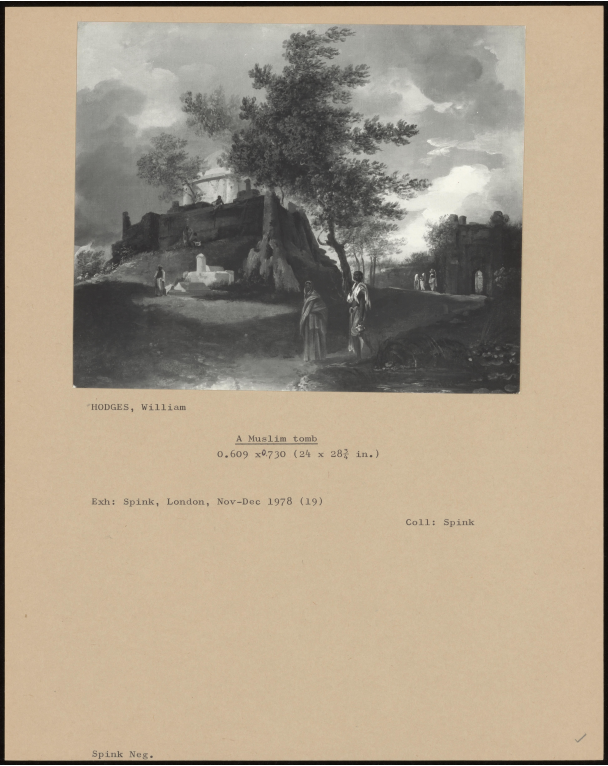 HODGES, William
A Muslim tomb
0.609 x 0.730 (24 x 28¾ in.)
Exh: Spink, London, Nov-Dec 1978 (19)
Coll: Spink
Spink Neg.